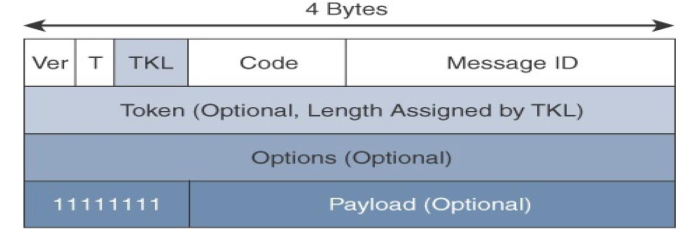 4 Bytes
Ver T TKL Code Message ID
Token (Optional, Length Assigned by TKL)
Options (Optional)
11111111 Payload (Optional)